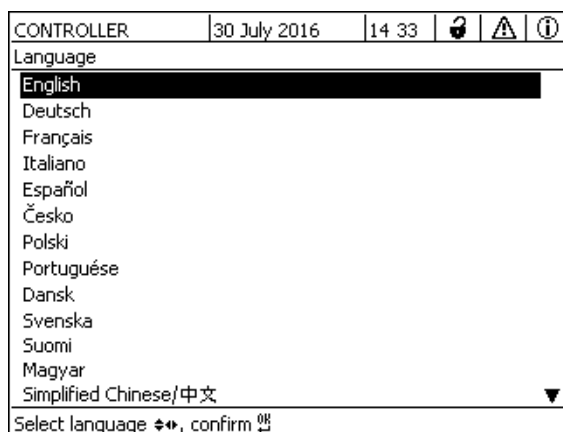 CONTROLLER 30 July 2016 14 33
Language
English
Deutsch
Français
Italiano
Español
Česko
Polski
Portuguése
Dansk
Svenska
Suomi
Magyar
Simplified Chinese/中文
Select language , confirm OK